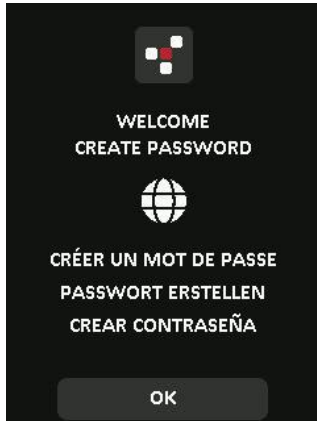 WELCOME
CREATE PASSWORD
CRÉER UN MOT DE PASSE
PASSWORT ERSTELLEN
CREAR CONTRASEÑA
OK